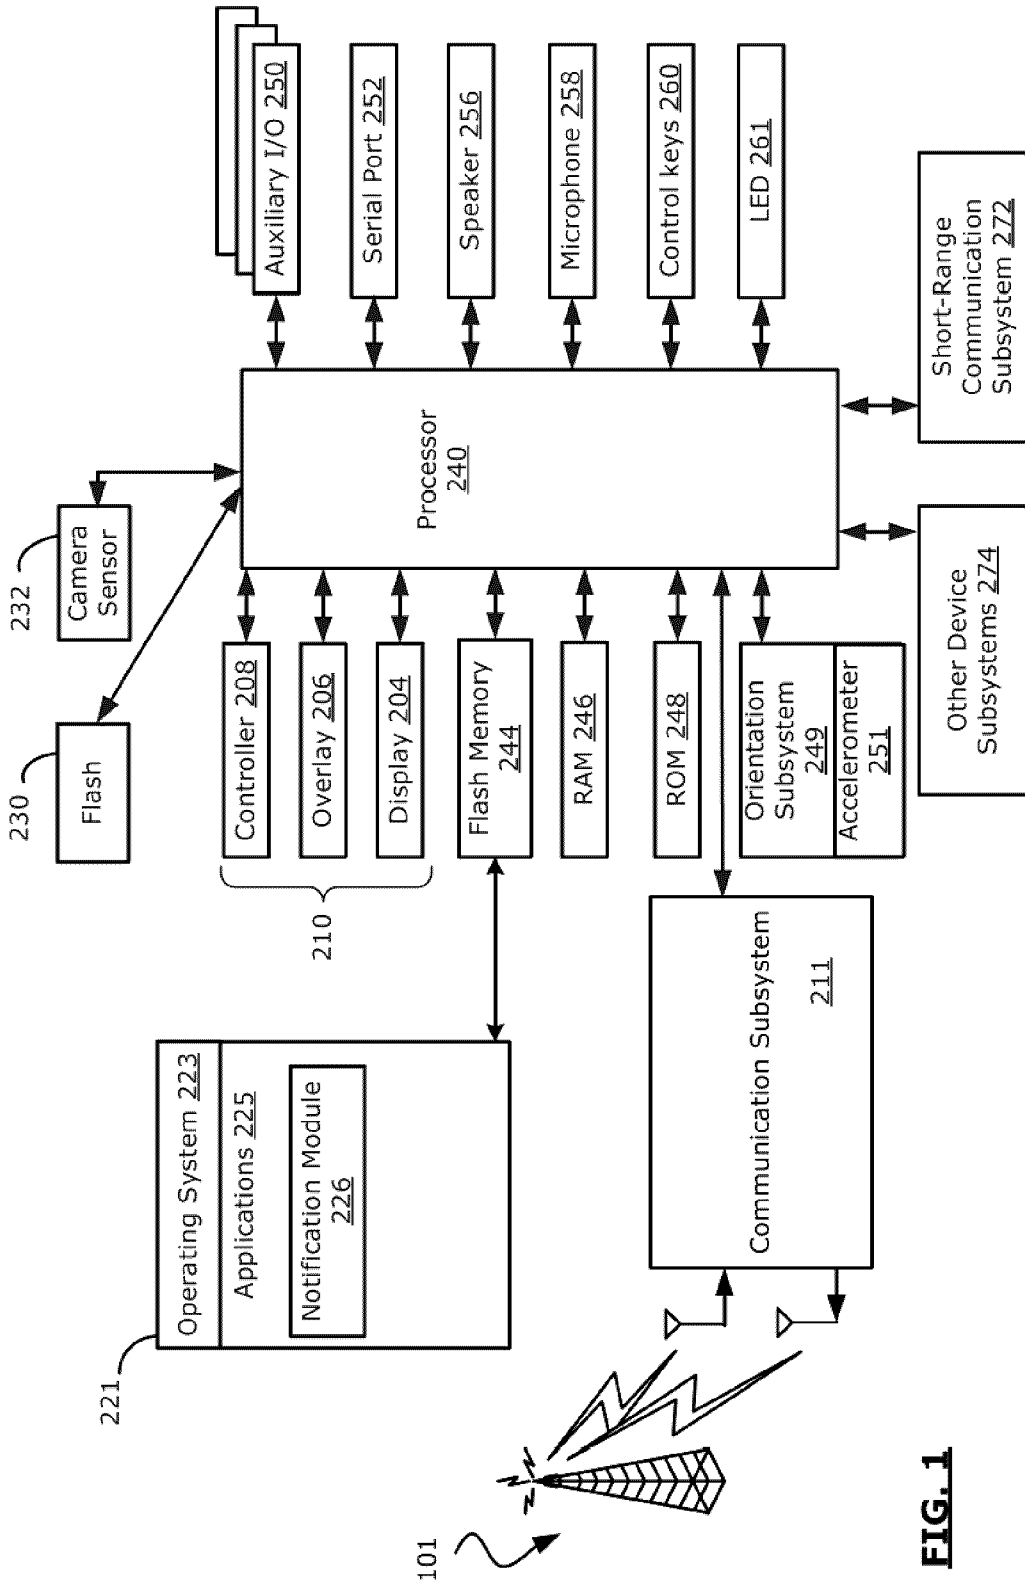 232
Camera
Sensor
230
Flash
Auxiliary I/O 250
Serial Port 252
Speaker 256
Microphone 258
Control keys 260
LED 261
Processor
240
Controller 208
Overlay 206
Display 204
210
Flash Memory
244
RAM 246
ROM 248
Orientation
Subsystem
249
Accelerometer
251
Short-Range
Communication
Subsystem 272
Other Device
Subsystems 274
221
Operating System 223
Applications 225
Notification Module
226
Communication Subsystem
211
101
FIG. 1